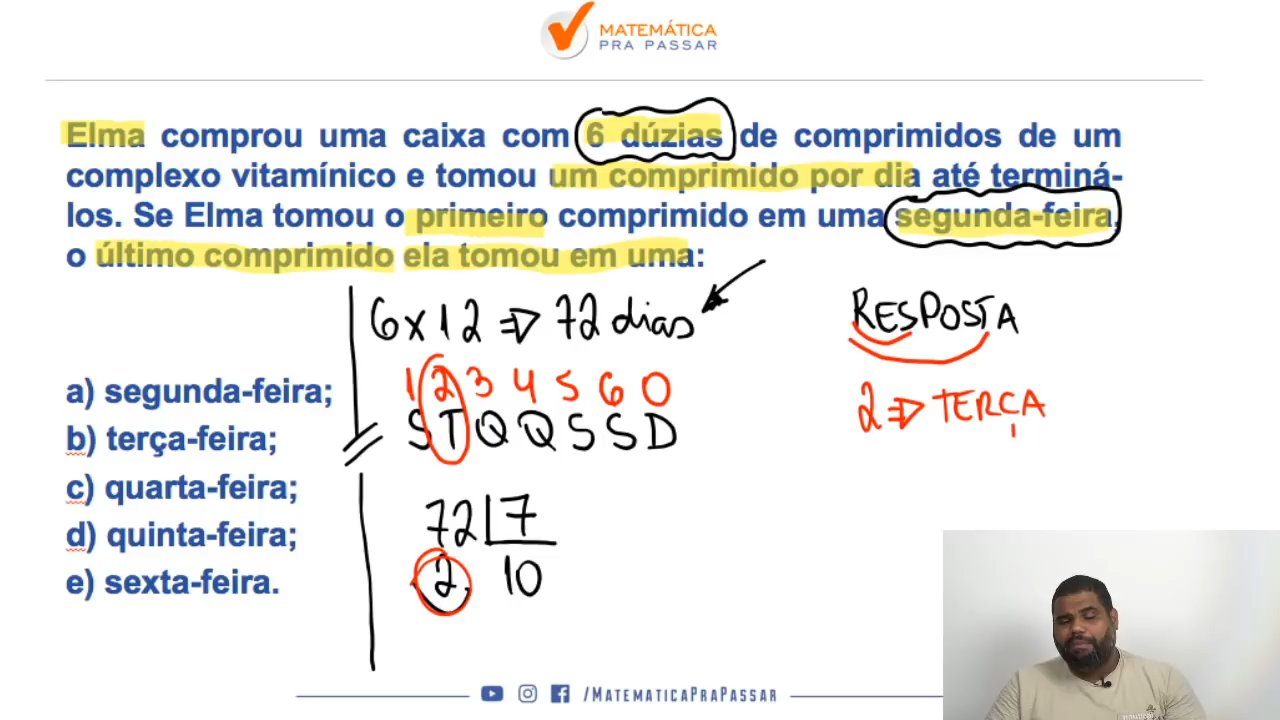 MATEMÁTICA
PRA PASSAR
Elma comprou uma caixa com 6 dúzias de comprimidos de um
complexo vitamínico e tomou um comprimido por dia até terminá-
los. Se Elma tomou o primeiro comprimido em uma segunda-feira,
o último comprimido ela tomou em uma:
6x12 ⇒ 72 dias
RESPOSTA
1 2 3 4 5 6 0
S T Q Q S S D
2 ⇒ TERÇA
a) segunda-feira;
b) terça-feira;
c) quarta-feira;
d) quinta-feira;
e) sexta-feira.
72 7
2 10
/MATEMATICAPRAPASSAR